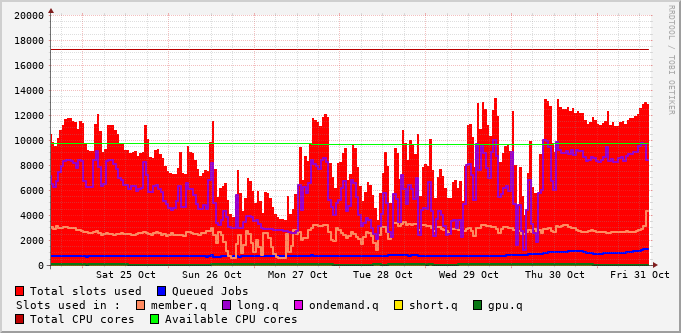 20000
18000
16000
14000
12000
10000
8000
6000
4000
2000
0
Sat 25 Oct Sun 26 Oct Mon 27 Oct Tue 28 Oct Wed 29 Oct Thu 30 Oct Fri 31 Oct
Total slots used Queued Jobs
Slots used in : member.q long.q ondemand.q short.q gpu.q
Total CPU cores Available CPU cores
RRDTOOL / TOBI OETIKER